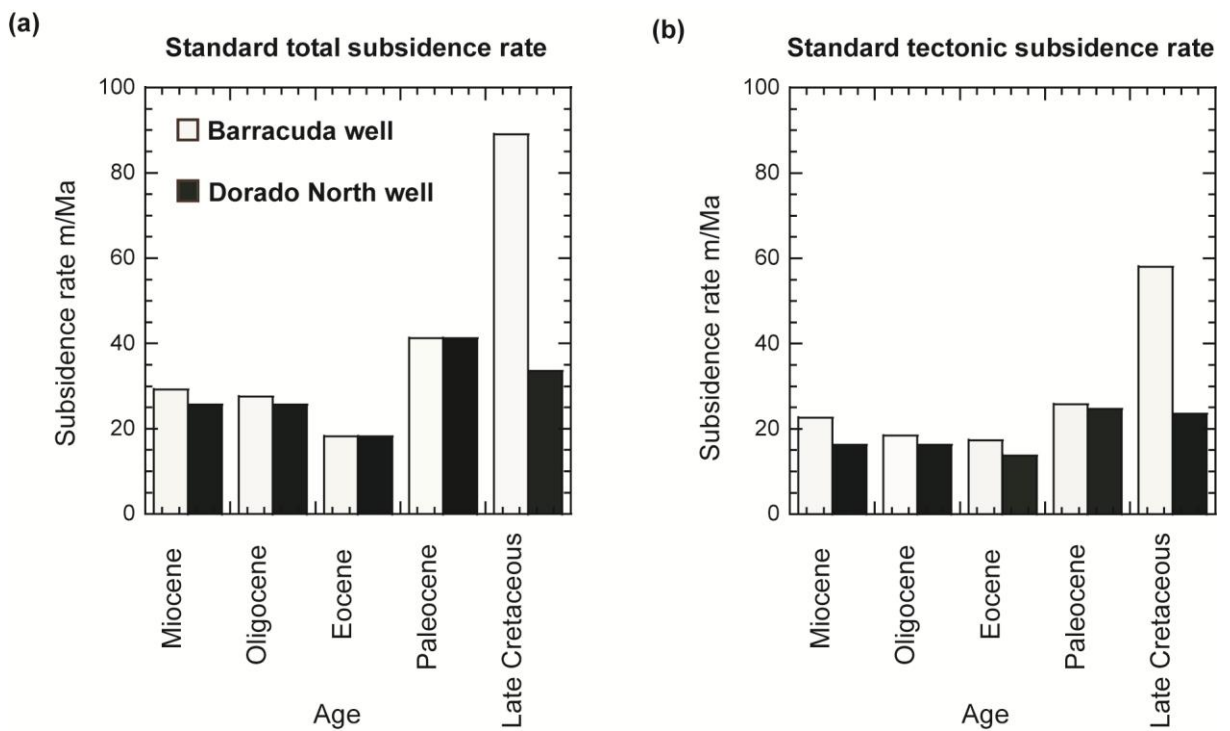 (a)
Standard total subsidence rate
100
80
60
40
20
0
Subsidence rate m/Ma
Barracuda well
Dorado North well
Miocene
Oligocene
Eocene
Paleocene
Late Cretaceous
Age
(b)
Standard tectonic subsidence rate
100
80
60
40
20
0
Subsidence rate m/Ma
Miocene
Oligocene
Eocene
Paleocene
Late Cretaceous
Age